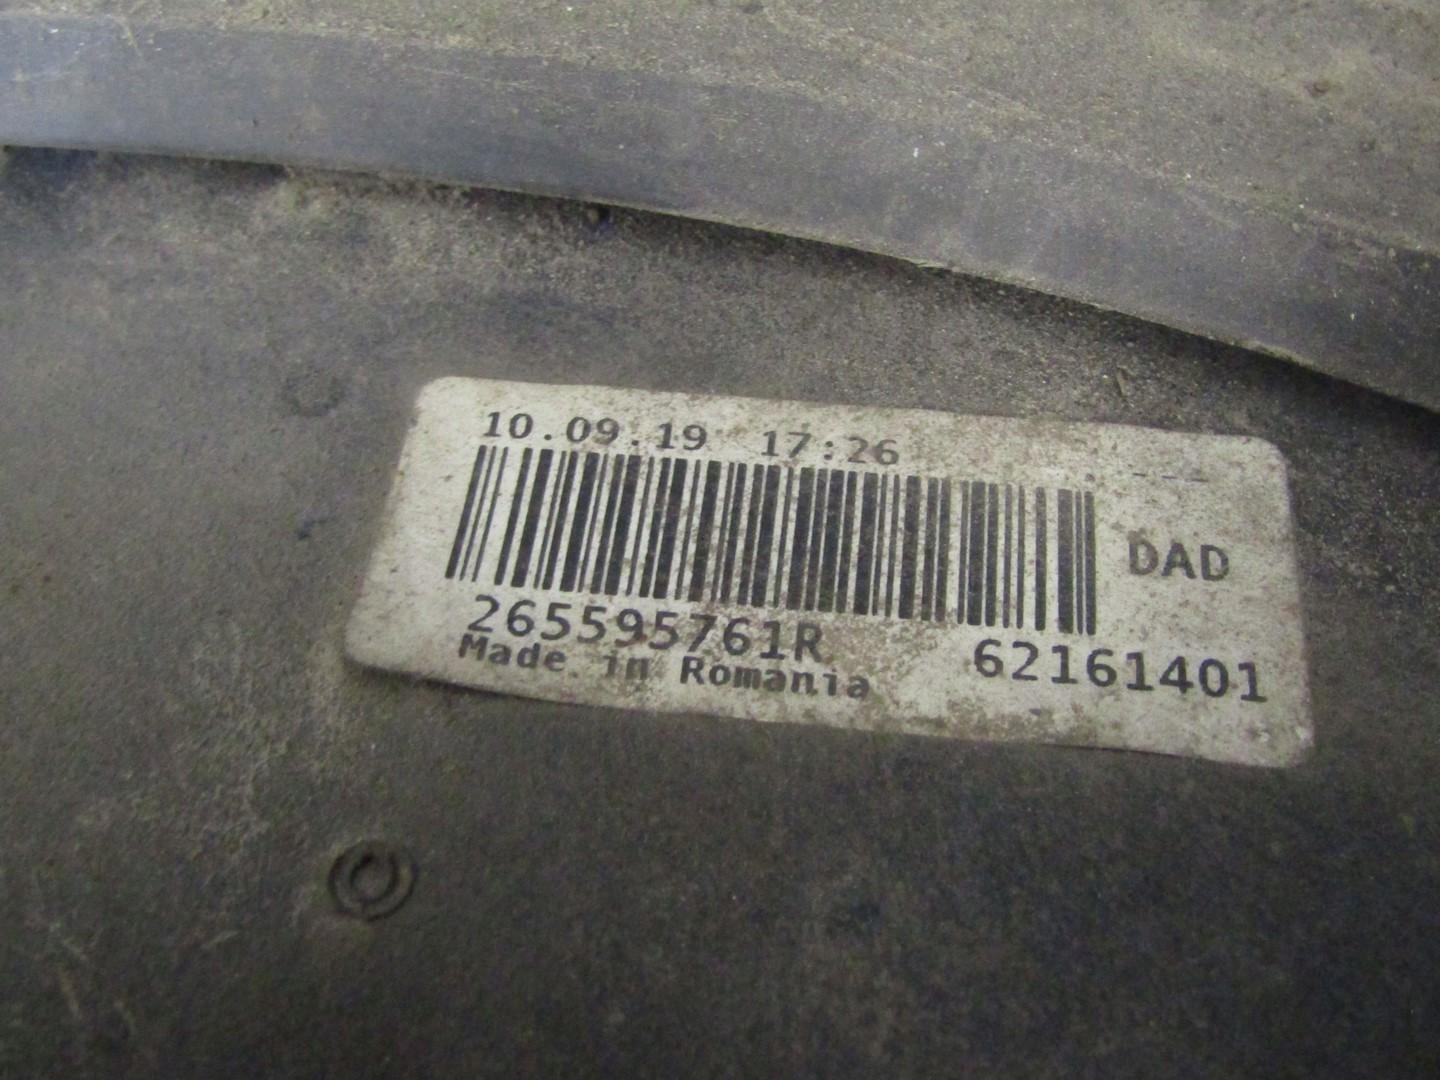 10.09.19 17:26
DAD
265595761R 62161401
Made in Romania